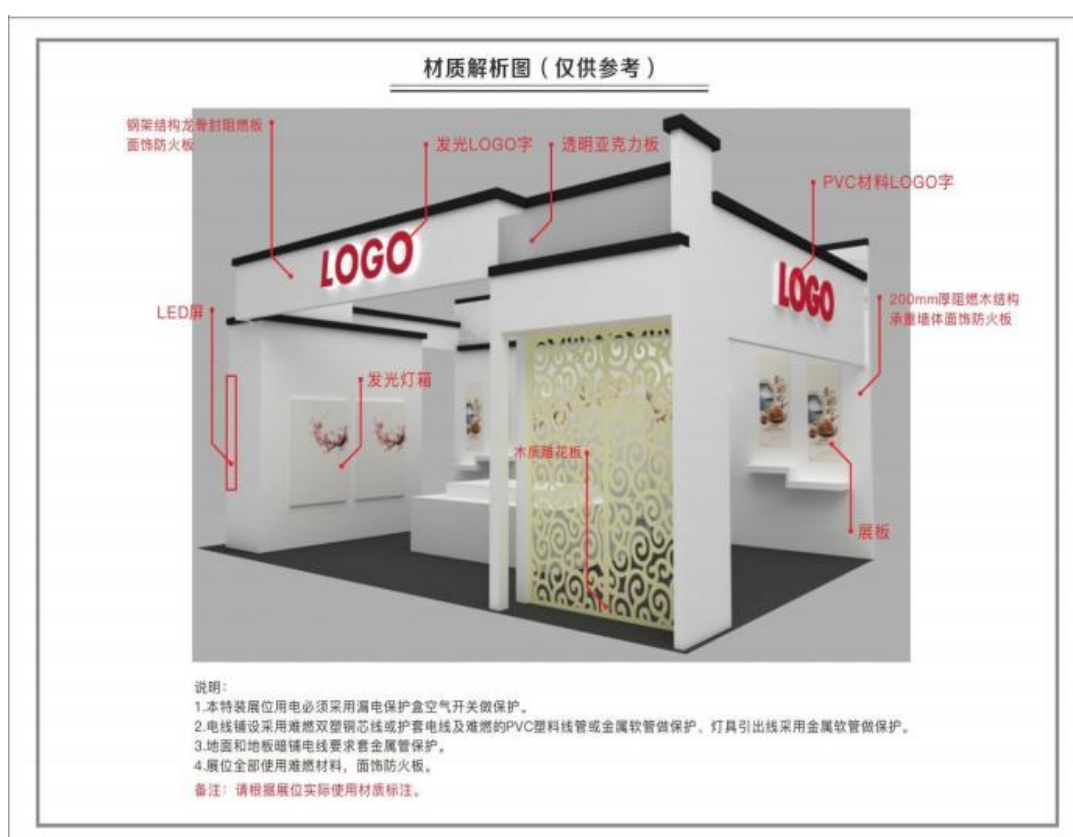 材质解析图（仅供参考）
钢架结构龙骨封阻燃板
面饰防火板
发光LOGO字
透明亚克力板
PVC材料LOGO字
LOGO
LOGO
LED屏
200mm厚阻燃木结构
承重墙体面饰防火板
发光灯箱
木质雕花板
展板
说明：
1.本特装展位用电必须采用漏电保护盒空气开关做保护。
2.电线铺设采用难燃双塑铜芯线或护套电线及难燃的PVC塑料线管或金属软管做保护、灯具引出线采用金属软管做保护。
3.地面和地板暗铺电线要求套金属管保护。
4.展位全部使用难燃材料，面饰防火板。
备注：请根据展位实际使用材质标注。